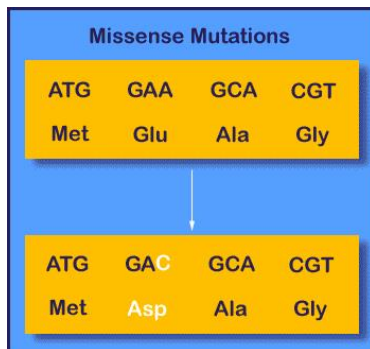 Missense Mutations
ATG GAA GCA CGT
Met Glu Ala Gly
ATG GAC GCA CGT
Met Asp Ala Gly